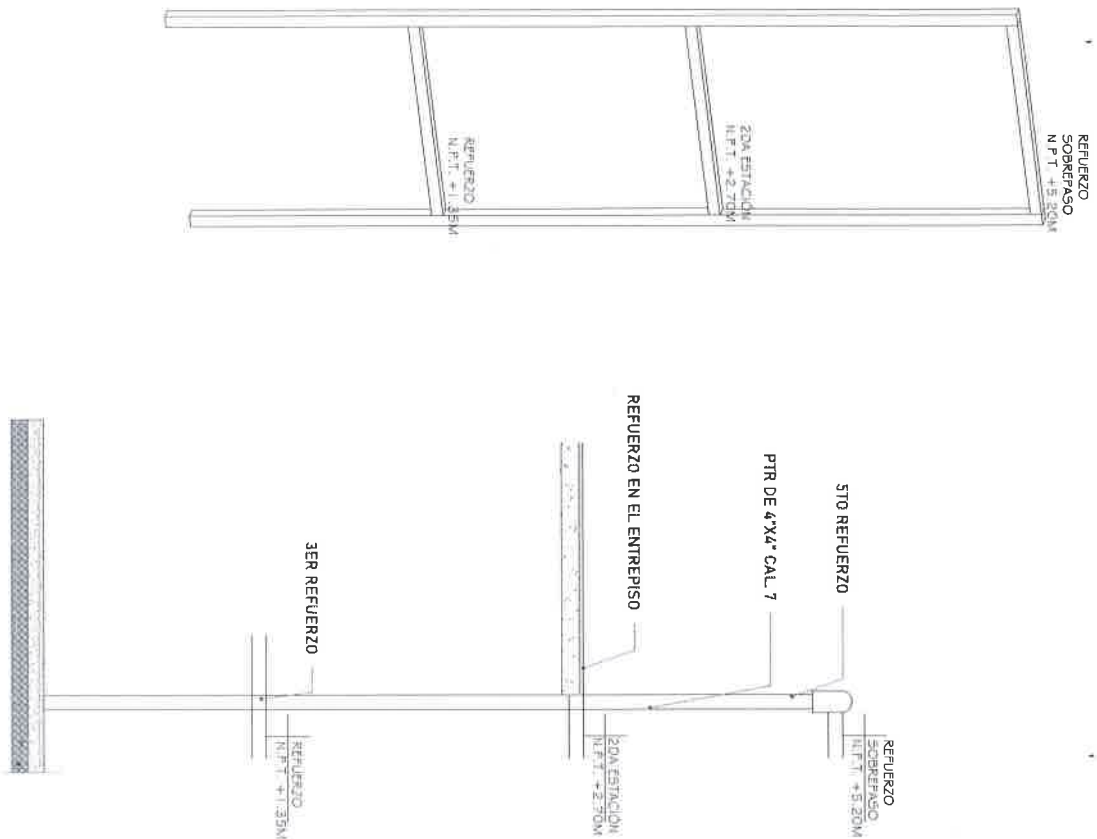 REFUERZO
SOBREPASO
N.P.T. +5.20M
2DA ESTACIÓN
N.P.T. +2.70M
REFUERZO
N.P.T. +1.35M
5TO REFUERZO
PTR DE 4"X4" CAL. 7
REFUERZO EN EL ENTREPISO
3ER REFUERZO
REFUERZO
SOBREPASO
N.P.T. +5.20M
2DA ESTACIÓN
N.P.T. +2.70M
REFUERZO
N.P.T. +1.35M